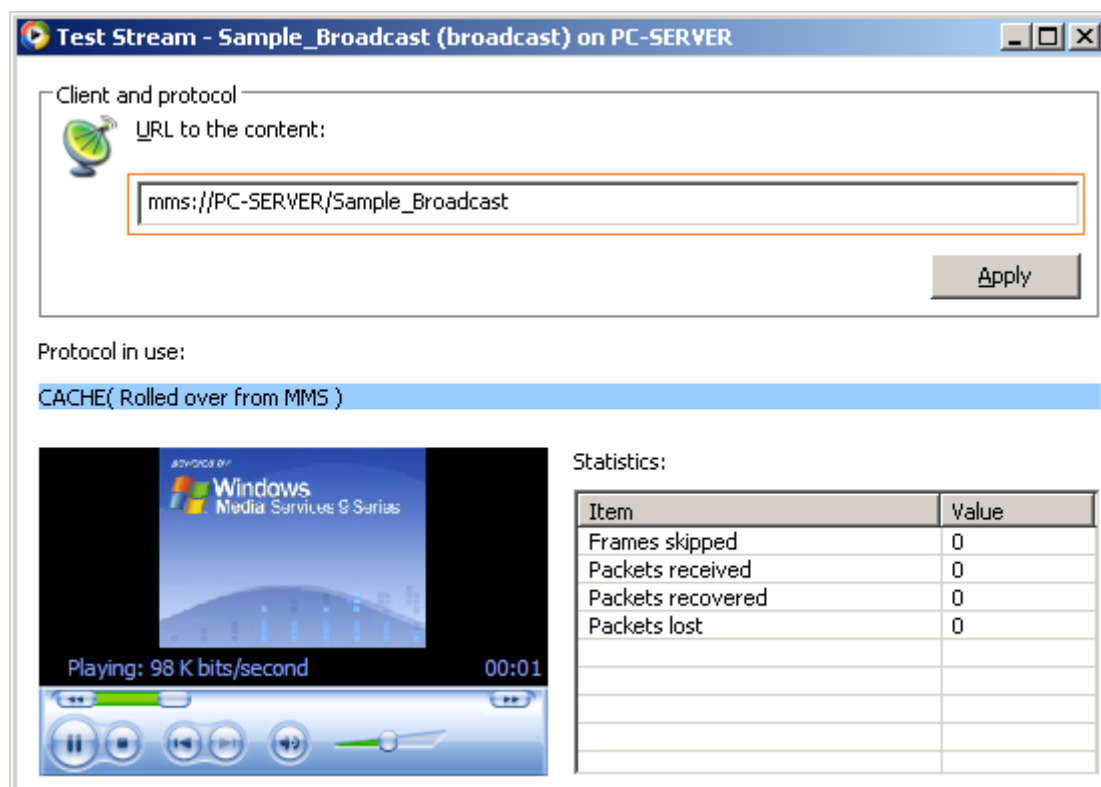 Test Stream - Sample_Broadcast (broadcast) on PC-SERVER
Client and protocol
URL to the content:
mms://PC-SERVER/Sample_Broadcast
Apply
Protocol in use:
CACHE( Rolled over from MMS )
POWERED BY
Windows
Media Services 9 Series
Playing: 98 K bits/second 00:01
Statistics:
Item Value
Frames skipped 0
Packets received 0
Packets recovered 0
Packets lost 0